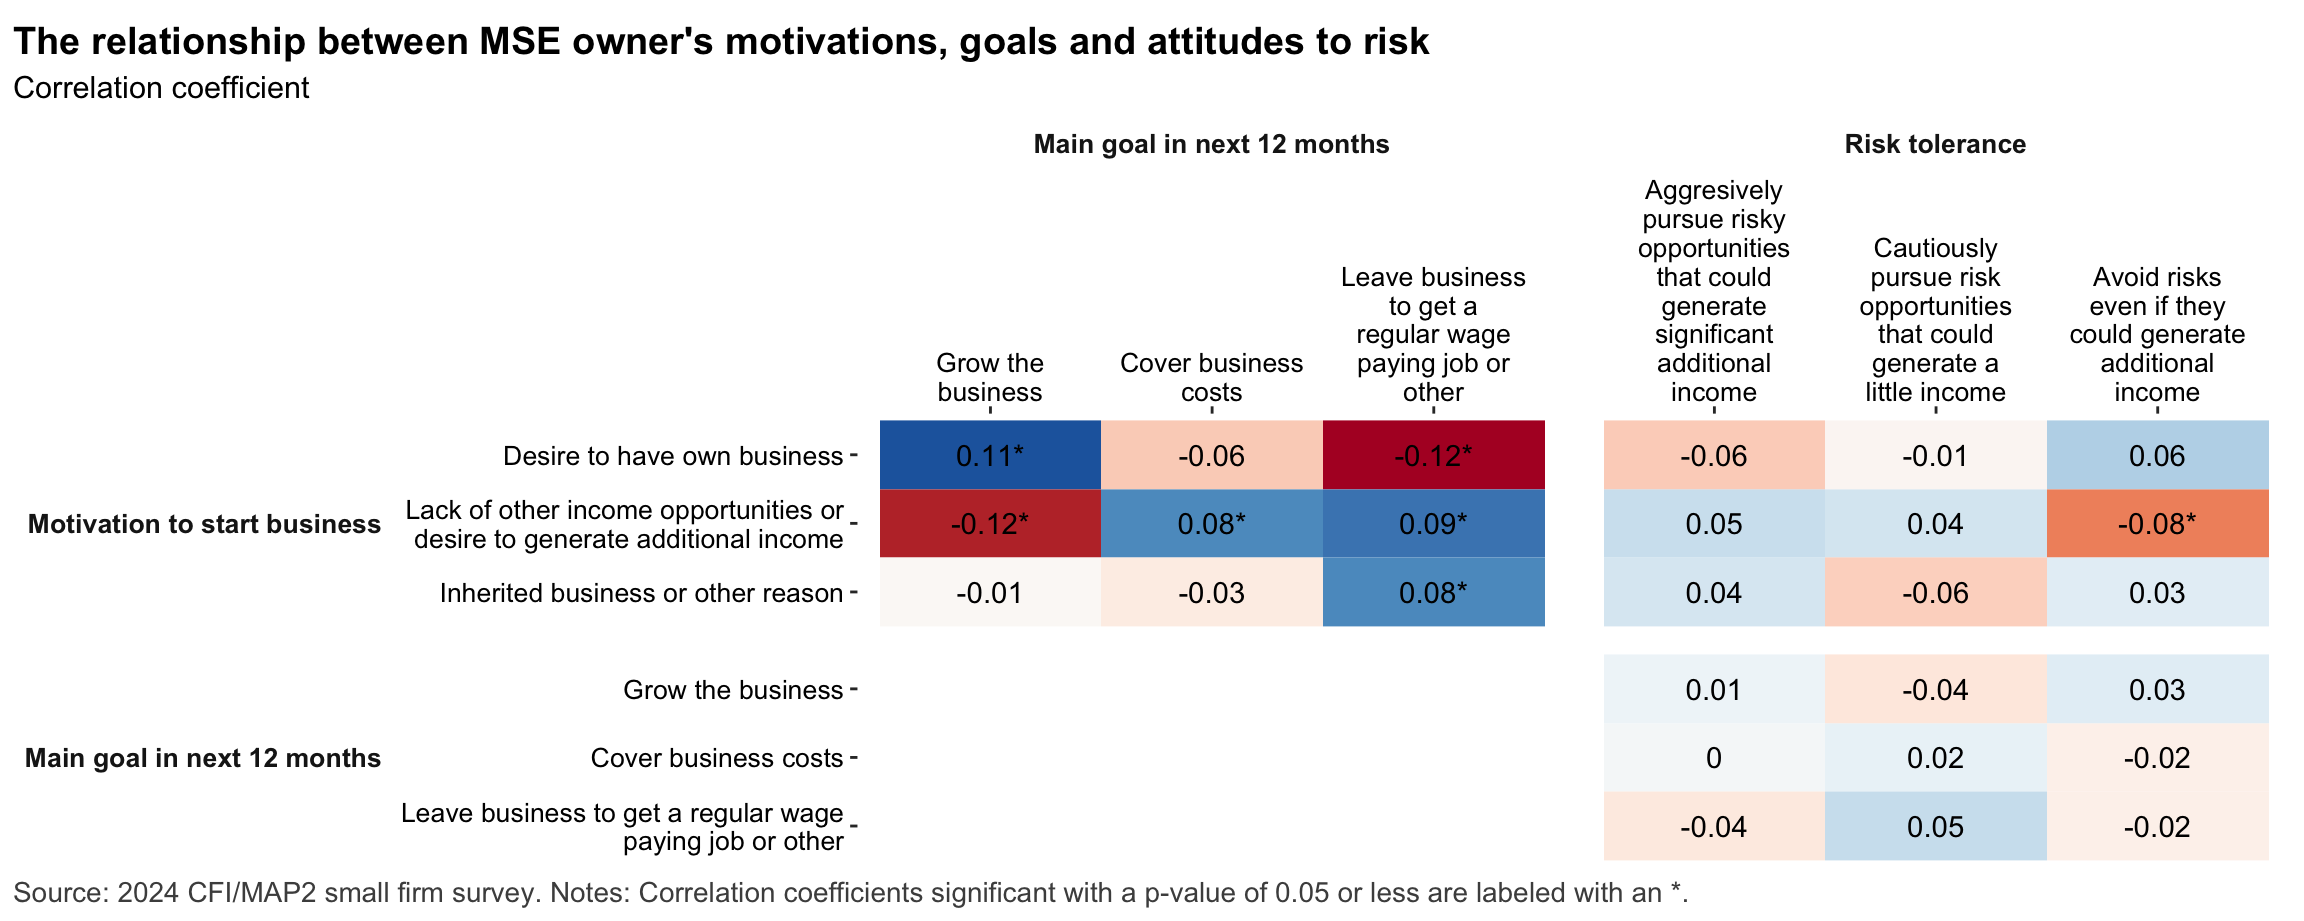 The relationship between MSE owner's motivations, goals and attitudes to risk
Correlation coefficient
Main goal in next 12 months
Risk tolerance
Grow the
business
Cover business
costs
Leave business
to get a
regular wage
paying job or
other
Aggresively
pursue risky
opportunities
that could
generate
significant
additional
income
Cautiously
pursue risk
opportunities
that could
generate a
little income
Avoid risks
even if they
could generate
additional
income
Motivation to start business
Desire to have own business
0.11* -0.06 -0.12* -0.06 -0.01 0.06
Lack of other income opportunities or
desire to generate additional income
-0.12* 0.08* 0.09* 0.05 0.04 -0.08*
Inherited business or other reason
-0.01 -0.03 0.08* 0.04 -0.06 0.03
Main goal in next 12 months
Grow the business
0.01 -0.04 0.03
Cover business costs
0 0.02 -0.02
Leave business to get a regular wage
paying job or other
-0.04 0.05 -0.02
Source: 2024 CFI/MAP2 small firm survey. Notes: Correlation coefficients significant with a p-value of 0.05 or less are labeled with an *.